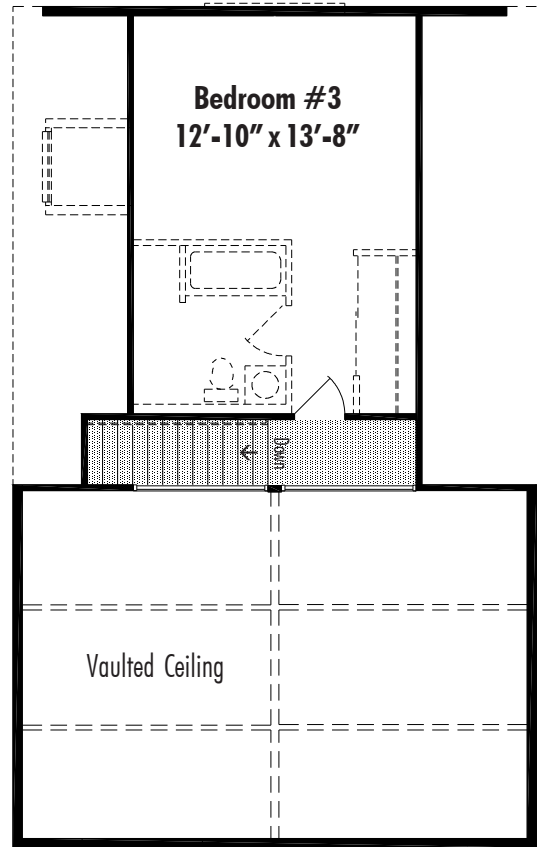 Bedroom #3
12’-10” x 13’-8”
Down
Vaulted Ceiling